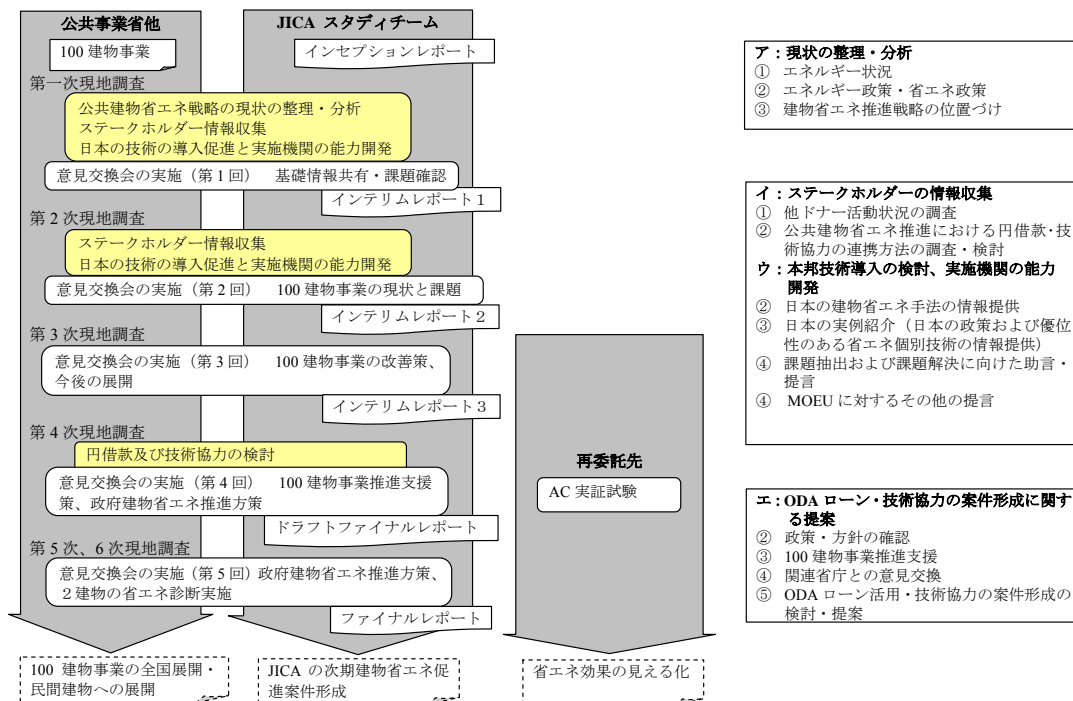 公共事業省他
JICA スタディチーム
100 建物事業
インセプションレポート
第一次現地調査
公共建物省エネ戦略の現状の整理・分析
ステークホルダー情報収集
日本の技術の導入促進と実施機関の能力開発
意見交換会の実施（第１回） 基礎情報共有・課題確認
インテリムレポート１
第２次現地調査
ステークホルダー情報収集
日本の技術の導入促進と実施機関の能力開発
意見交換会の実施（第２回） 100 建物事業の現状と課題
インテリムレポート２
第３次現地調査
意見交換会の実施（第３回） 100 建物事業の改善策、
今後の展開
インテリムレポート３
第４次現地調査
円借款及び技術協力の検討
意見交換会の実施（第４回） 100 建物事業推進支援
策、政府建物省エネ推進方策
ドラフトファイナルレポート
第５次、６次現地調査
意見交換会の実施（第５回）政府建物省エネ推進方策、
２建物の省エネ診断実施
ファイナルレポート
100 建物事業の全国展開・
民間建物への展開
JICA の次期建物省エネ促
進案件形成
再委託先
AC 実証試験
省エネ効果の見える化
ア：現状の整理・分析
① エネルギー状況
② エネルギー政策・省エネ政策
③ 建物省エネ推進戦略の位置づけ
イ：ステークホルダーの情報収集
① 他ドナー活動状況の調査
② 公共建物省エネ推進における円借款・技
術協力の連携方法の調査・検討
ウ：本邦技術導入の検討、実施機関の能力
開発
② 日本の建物省エネ手法の情報提供
③ 日本の実例紹介（日本の政策および優位
性のある省エネ個別技術の情報提供）
④ 課題抽出および課題解決に向けた助言・
提言
④ MOEU に対するその他の提言
エ：ODA ローン・技術協力の案件形成に関す
る提案
② 政策・方針の確認
③ 100 建物事業推進支援
④ 関連省庁との意見交換
⑤ ODA ローン活用・技術協力の案件形成の
検討・提案